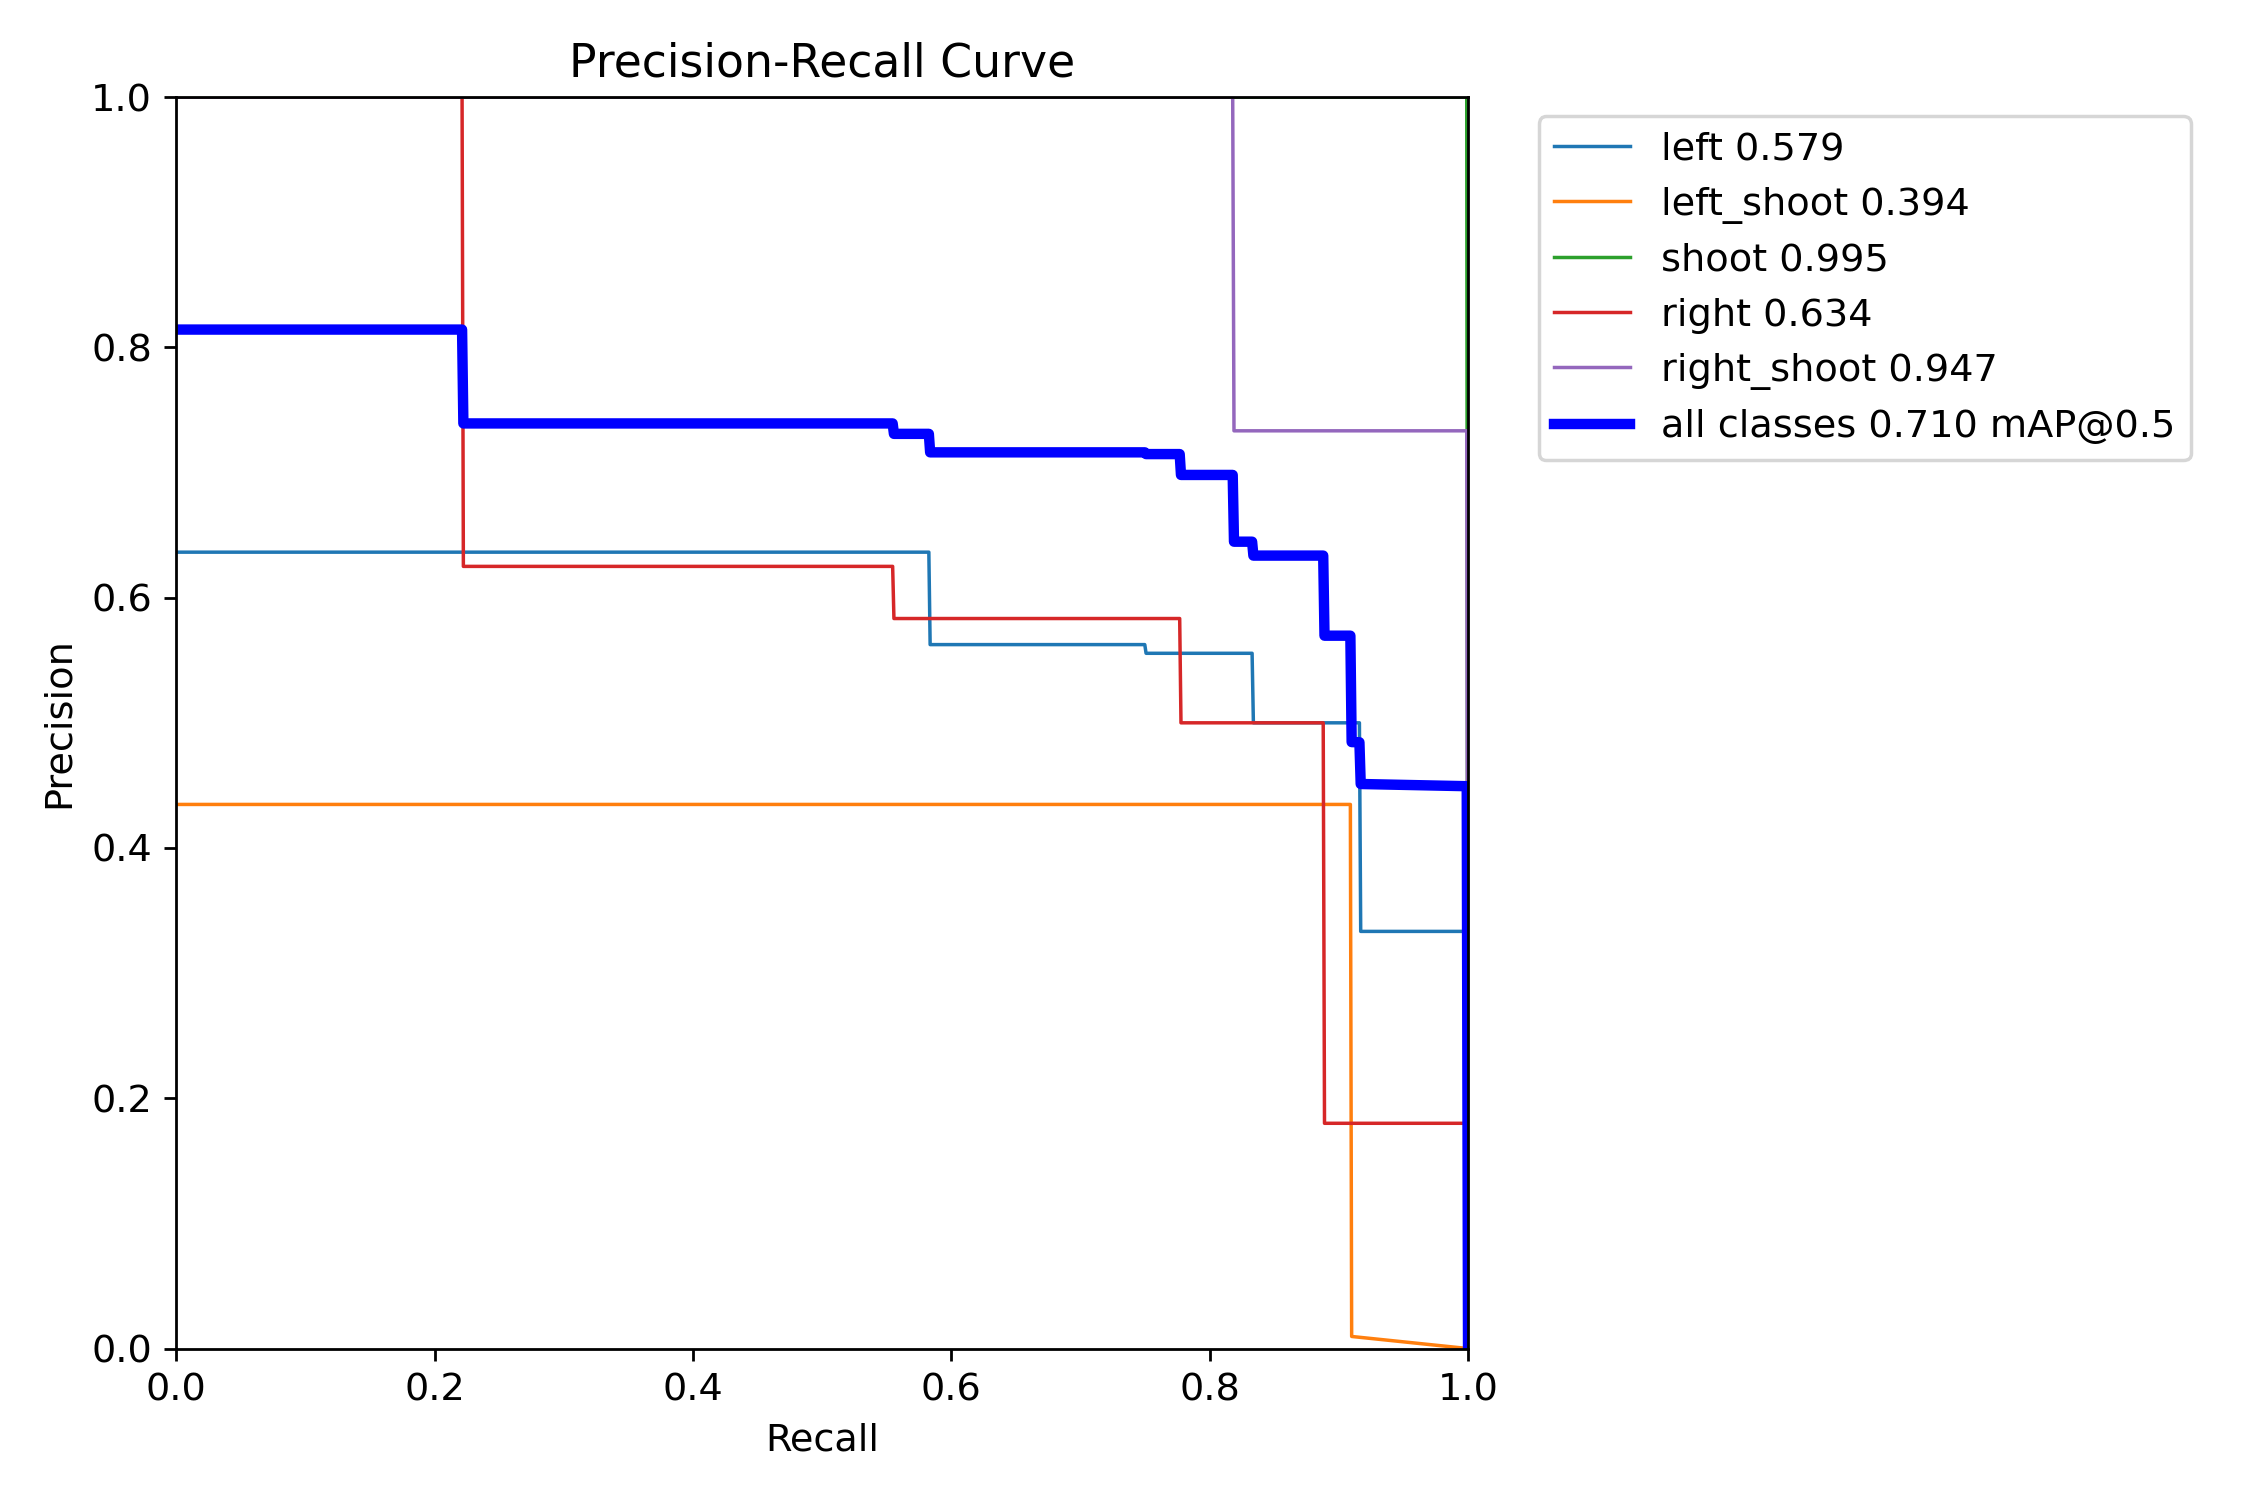 Precision-Recall Curve
1.0
0.8
0.6
0.4
0.2
0.0
Precision
0.0 0.2 0.4 0.6 0.8 1.0
Recall
left 0.579
left_shoot 0.394
shoot 0.995
right 0.634
right_shoot 0.947
all classes 0.710 mAP@0.5